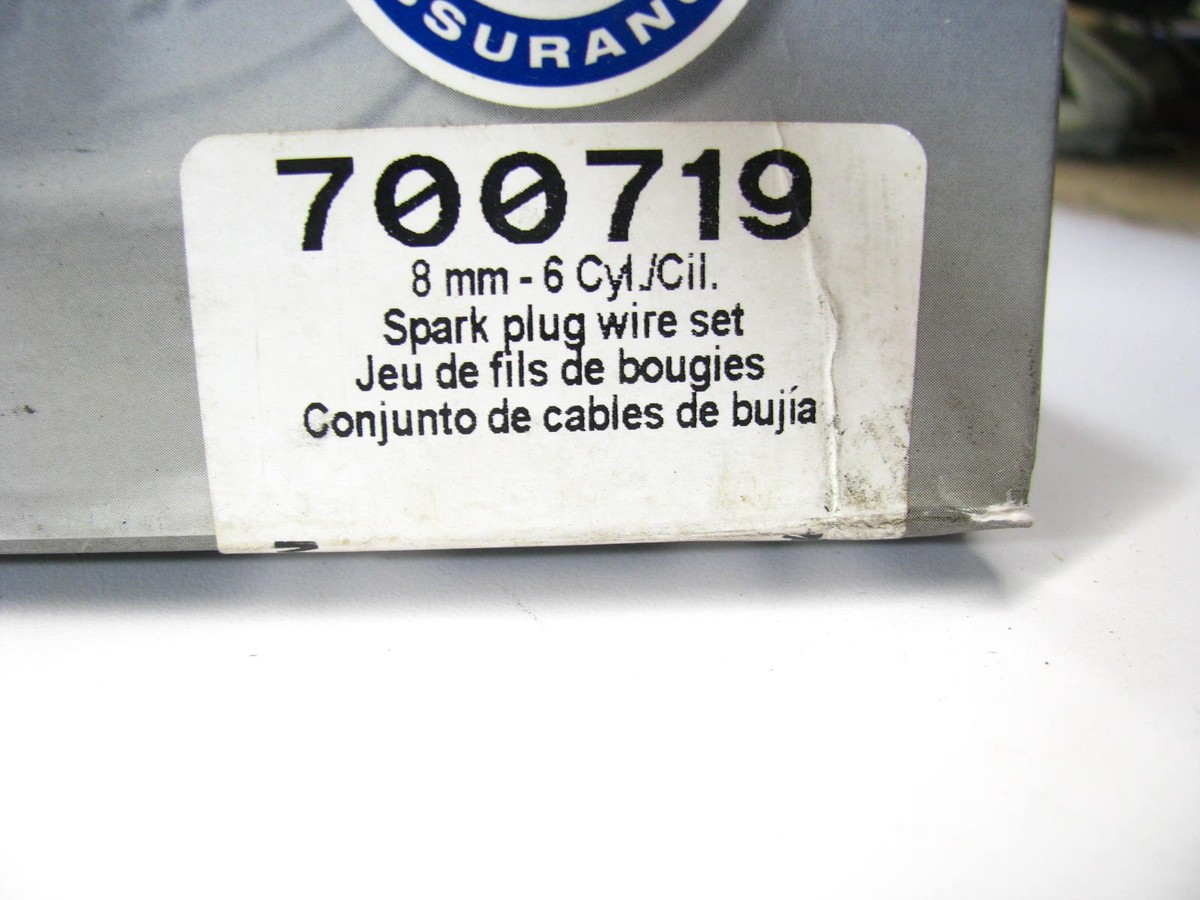 700719
8 mm - 6 Cyl./Cil.
Spark plug wire set
Jeu de fils de bougies
Conjunto de cables de bujía